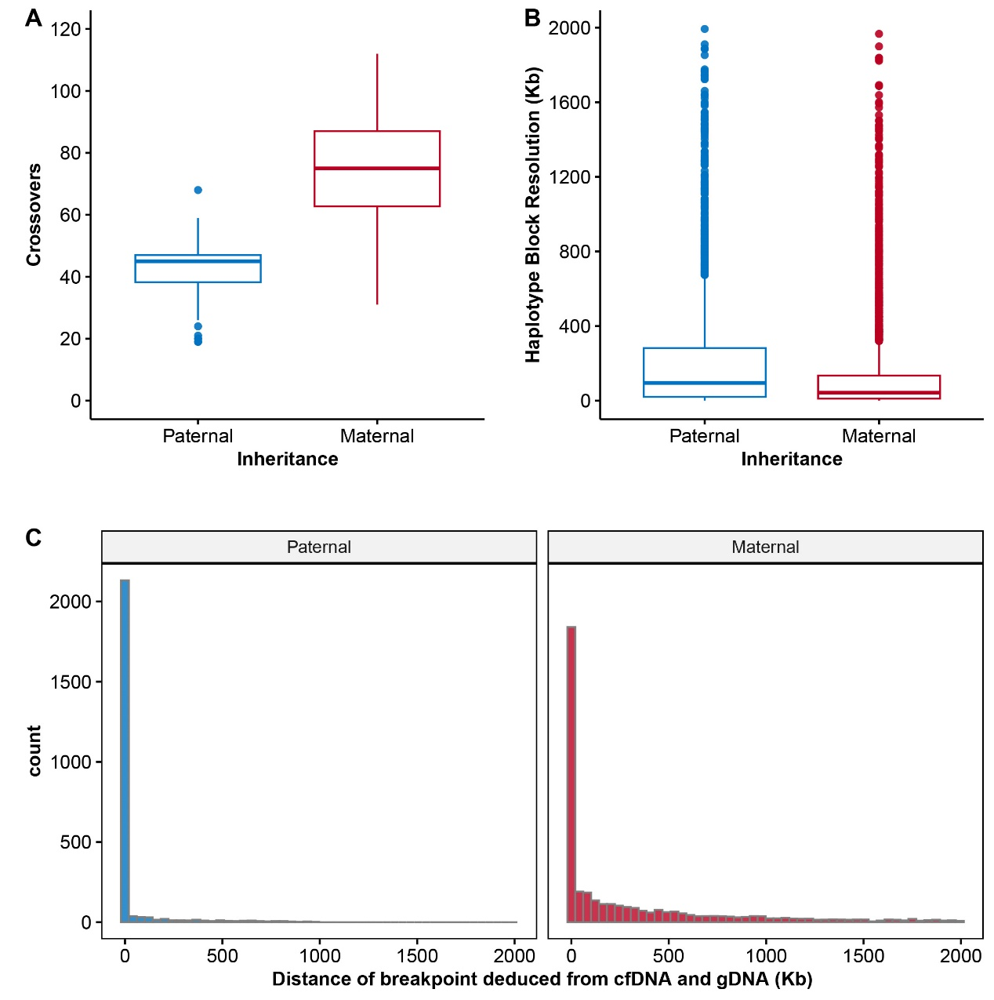 A
Crossovers
120
100
80
60
40
20
0
Paternal Maternal
Inheritance
B
Haplotype Block Resolution (Kb)
2000
1600
1200
800
400
0
Paternal Maternal
Inheritance
C
Paternal Maternal
count
2000
1500
1000
500
0
0 500 1000 1500 2000 0 500 1000 1500 2000
Distance of breakpoint deduced from cfDNA and gDNA (Kb)